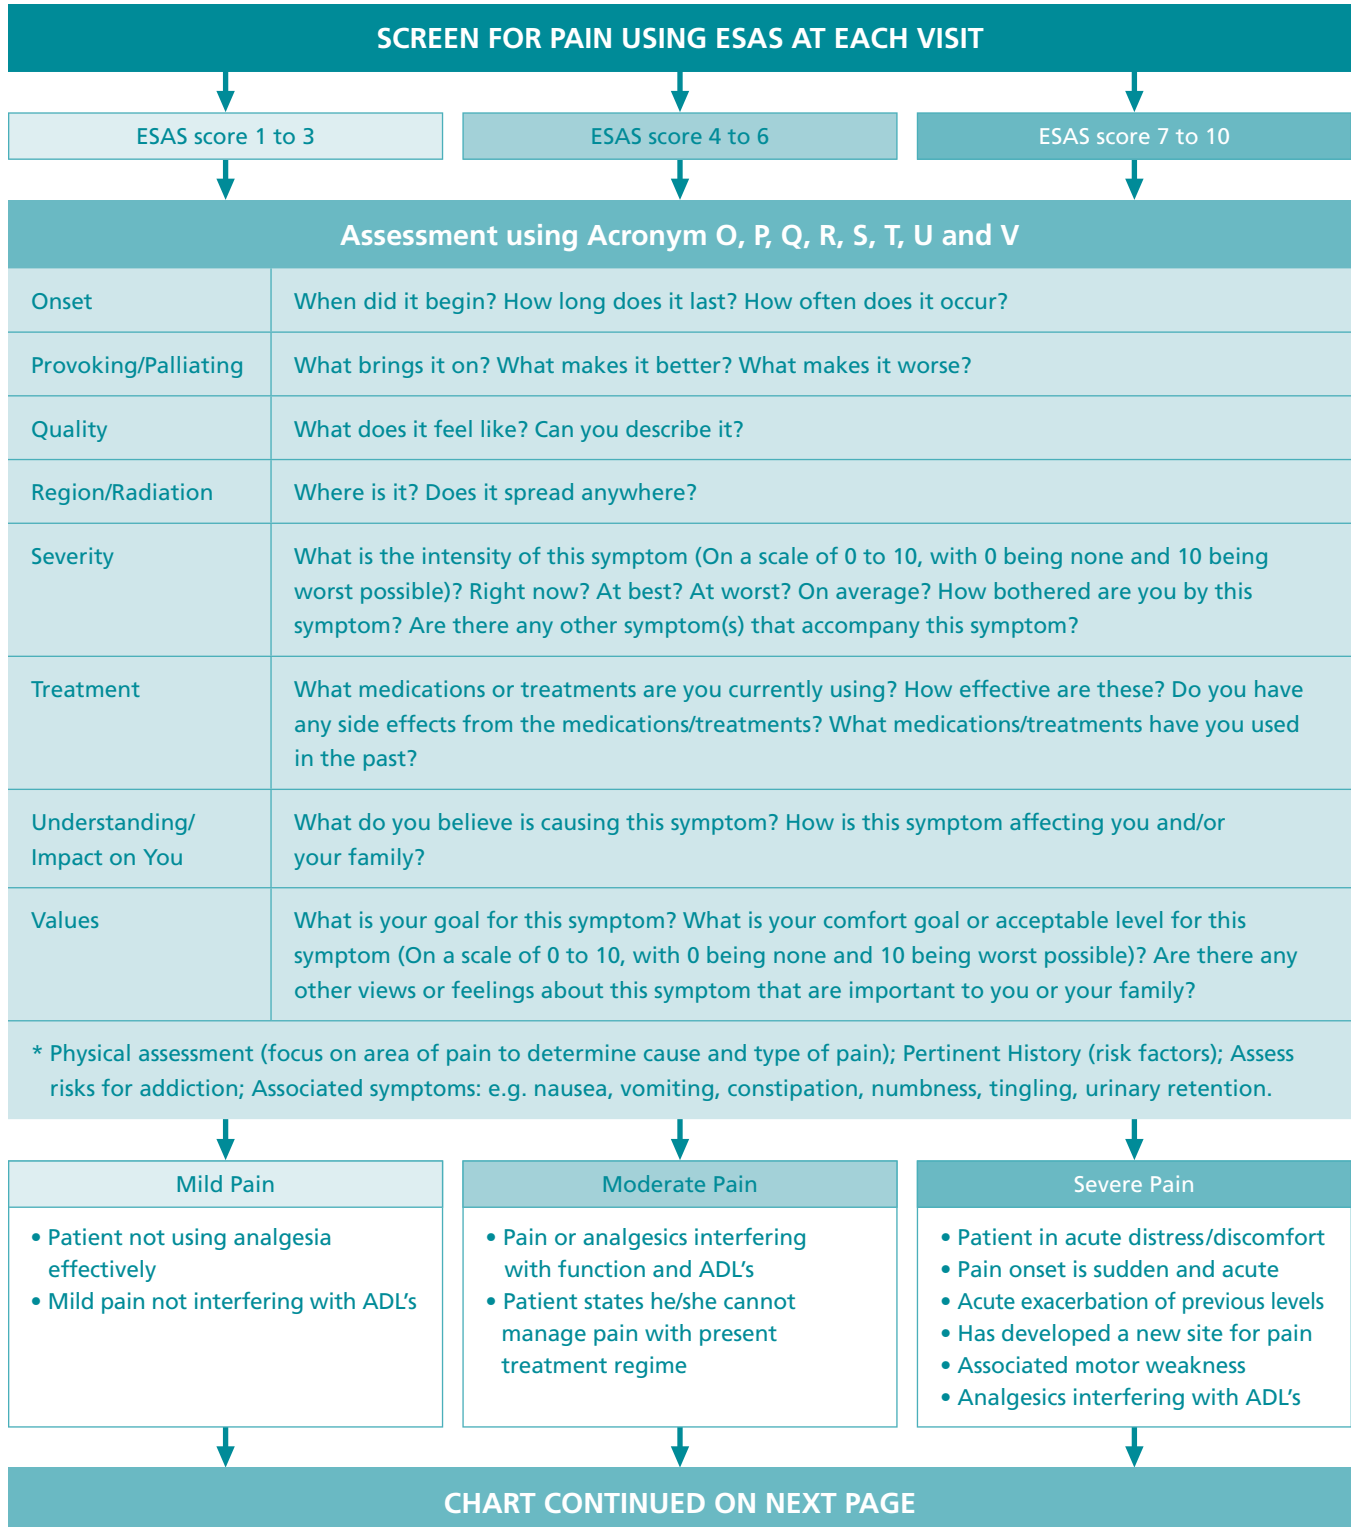 SCREEN FOR PAIN USING ESAS AT EACH VISIT
ESAS score 1 to 3
ESAS score 4 to 6
ESAS score 7 to 10
Assessment using Acronym O, P, Q, R, S, T, U and V
Onset
When did it begin? How long does it last? How often does it occur?
Provoking/Palliating
What brings it on? What makes it better? What makes it worse?
Quality
What does it feel like? Can you describe it?
Region/Radiation
Where is it? Does it spread anywhere?
Severity
What is the intensity of this symptom (On a scale of 0 to 10, with 0 being none and 10 being
worst possible)? Right now? At best? At worst? On average? How bothered are you by this
symptom? Are there any other symptom(s) that accompany this symptom?
Treatment
What medications or treatments are you currently using? How effective are these? Do you have
any side effects from the medications/treatments? What medications/treatments have you used
in the past?
Understanding/
Impact on You
What do you believe is causing this symptom? How is this symptom affecting you and/or
your family?
Values
What is your goal for this symptom? What is your comfort goal or acceptable level for this
symptom (On a scale of 0 to 10, with 0 being none and 10 being worst possible)? Are there any
other views or feelings about this symptom that are important to you or your family?
* Physical assessment (focus on area of pain to determine cause and type of pain); Pertinent History (risk factors); Assess
risks for addiction; Associated symptoms: e.g. nausea, vomiting, constipation, numbness, tingling, urinary retention.
Mild Pain
• Patient not using analgesia
effectively
• Mild pain not interfering with ADL's
Moderate Pain
• Pain or analgesics interfering
with function and ADL's
• Patient states he/she cannot
manage pain with present
treatment regime
Severe Pain
• Patient in acute distress/discomfort
• Pain onset is sudden and acute
• Acute exacerbation of previous levels
• Has developed a new site for pain
• Associated motor weakness
• Analgesics interfering with ADL's
CHART CONTINUED ON NEXT PAGE